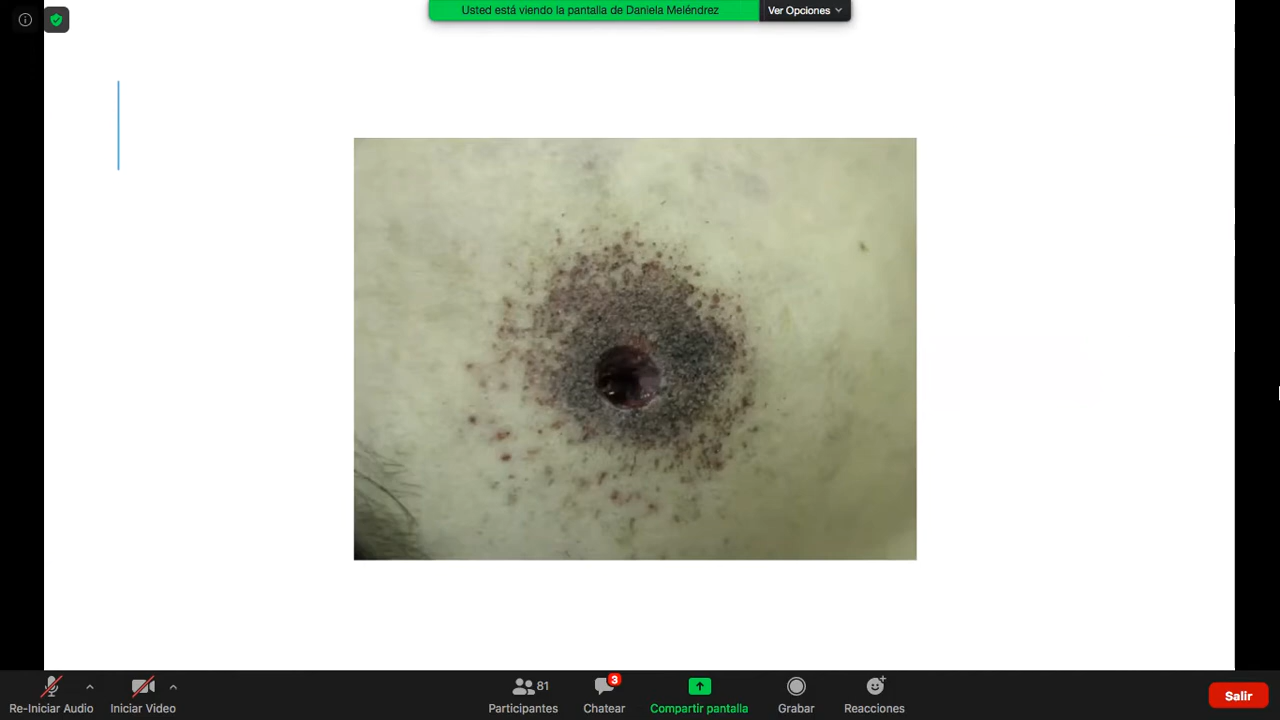 Usted está viendo la pantalla de Daniela Meléndrez
Ver Opciones
Re-Iniciar Audio
Iniciar Video
81
Participantes
3
Chatear
Compartir pantalla
Grabar
Reacciones
Salir